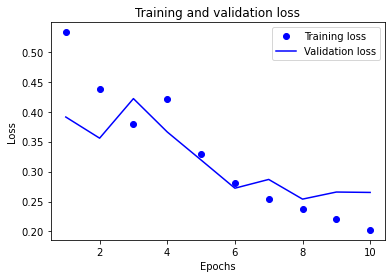 Training and validation loss
Training loss
Validation loss
0.50
0.45
0.40
0.35
0.30
0.25
0.20
Loss
2
4
6
8
10
Epochs